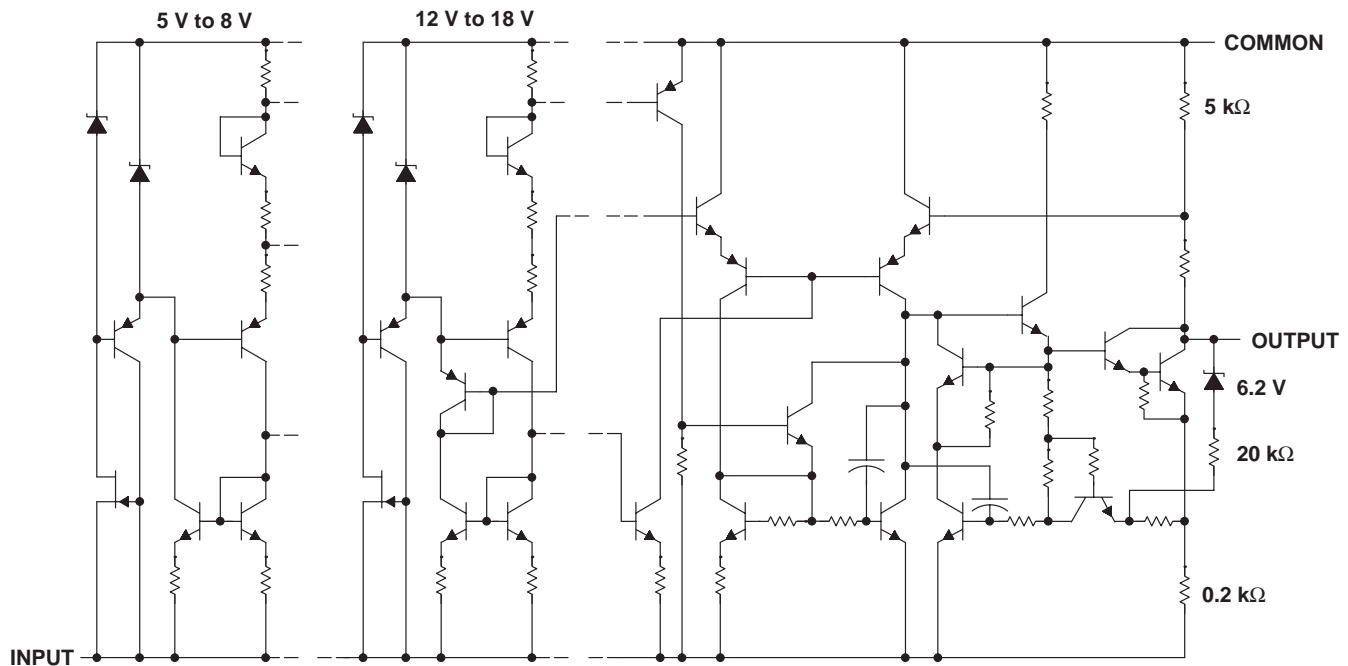 5 V to 8 V
12 V to 18 V
COMMON
5 kΩ
OUTPUT
6.2 V
20 kΩ
0.2 kΩ
INPUT